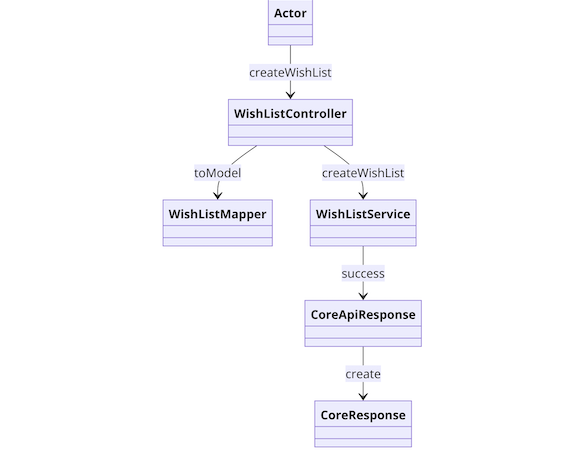 Actor
createWishList
WishListController
toModel
createWishList
WishListMapper
WishListService
success
CoreApiResponse
create
CoreResponse